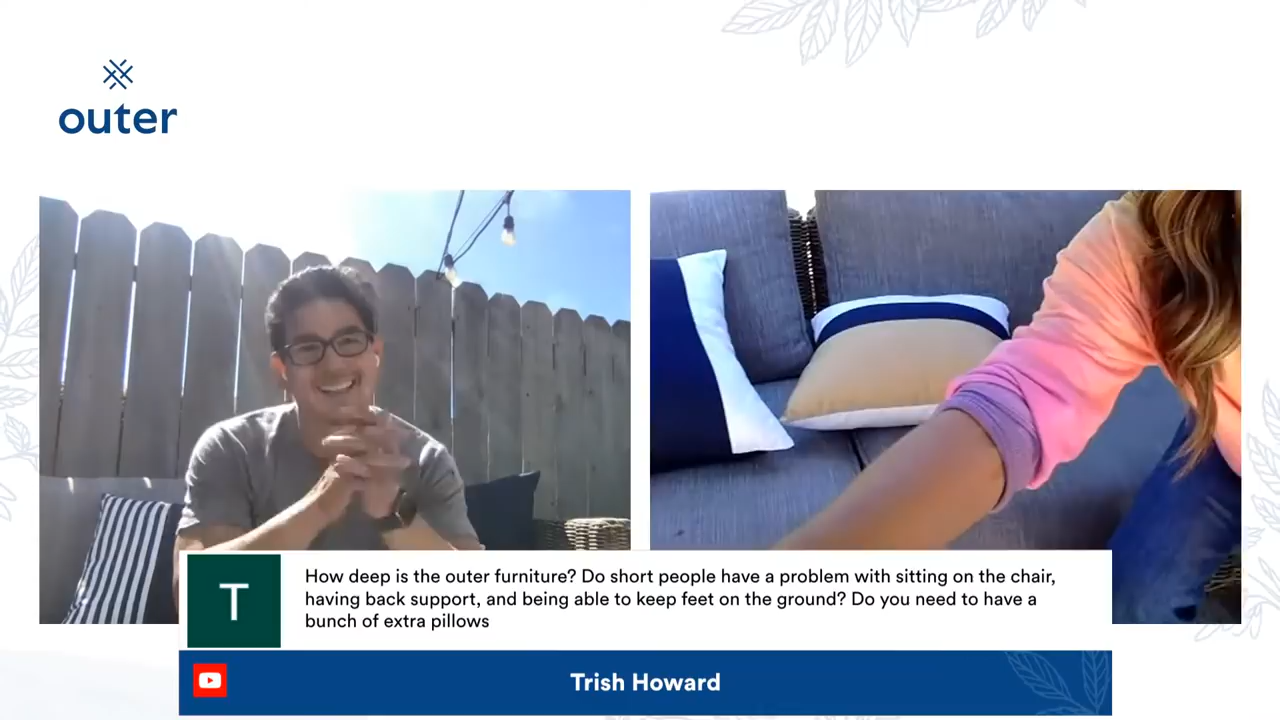 outer
T
How deep is the outer furniture? Do short people have a problem with sitting on the chair,
having back support, and being able to keep feet on the ground? Do you need to have a
bunch of extra pillows
Trish Howard